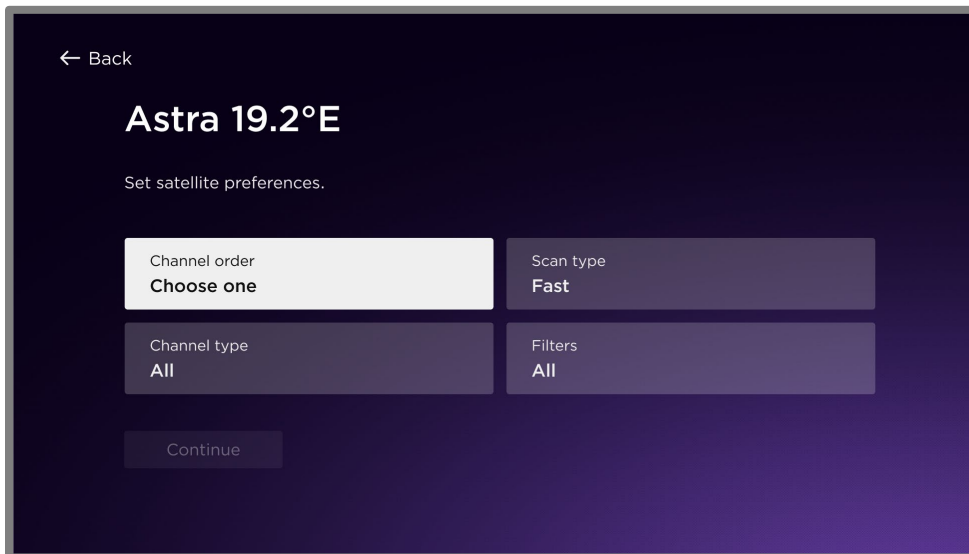 ← Back
Astra 19.2°E
Set satellite preferences.
Channel order
Choose one
Scan type
Fast
Channel type
All
Filters
All
Continue